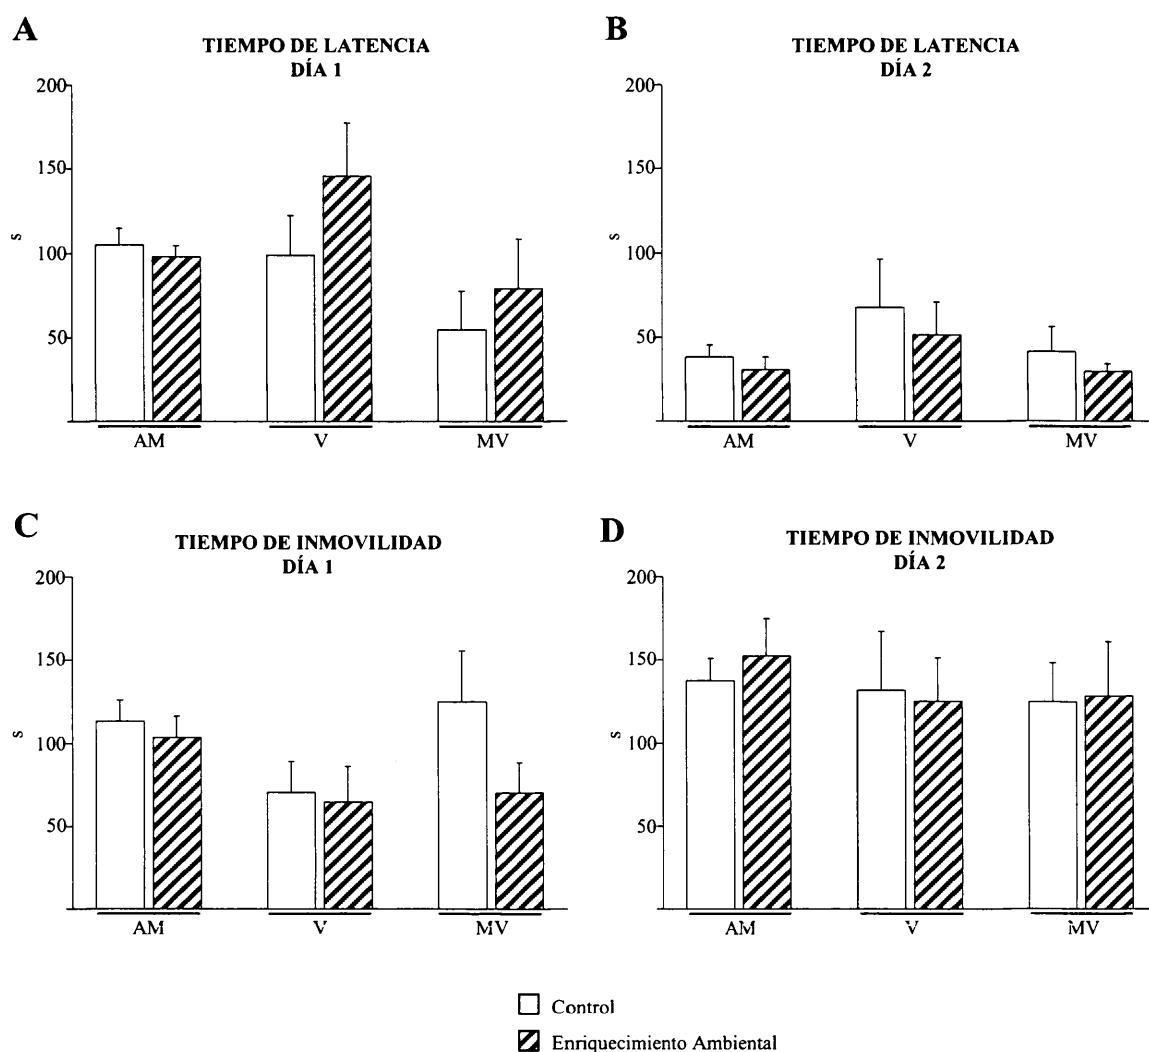 A
TIEMPO DE LATENCIA
DÍA 1
200
150
100
50
s
AM
V
MV
B
TIEMPO DE LATENCIA
DÍA 2
200
150
100
50
s
AM
V
MV
C
TIEMPO DE INMOVILIDAD
DÍA 1
200
150
100
50
s
AM
V
MV
D
TIEMPO DE INMOVILIDAD
DÍA 2
200
150
100
50
s
AM
V
MV
Control
Enriquecimiento Ambiental